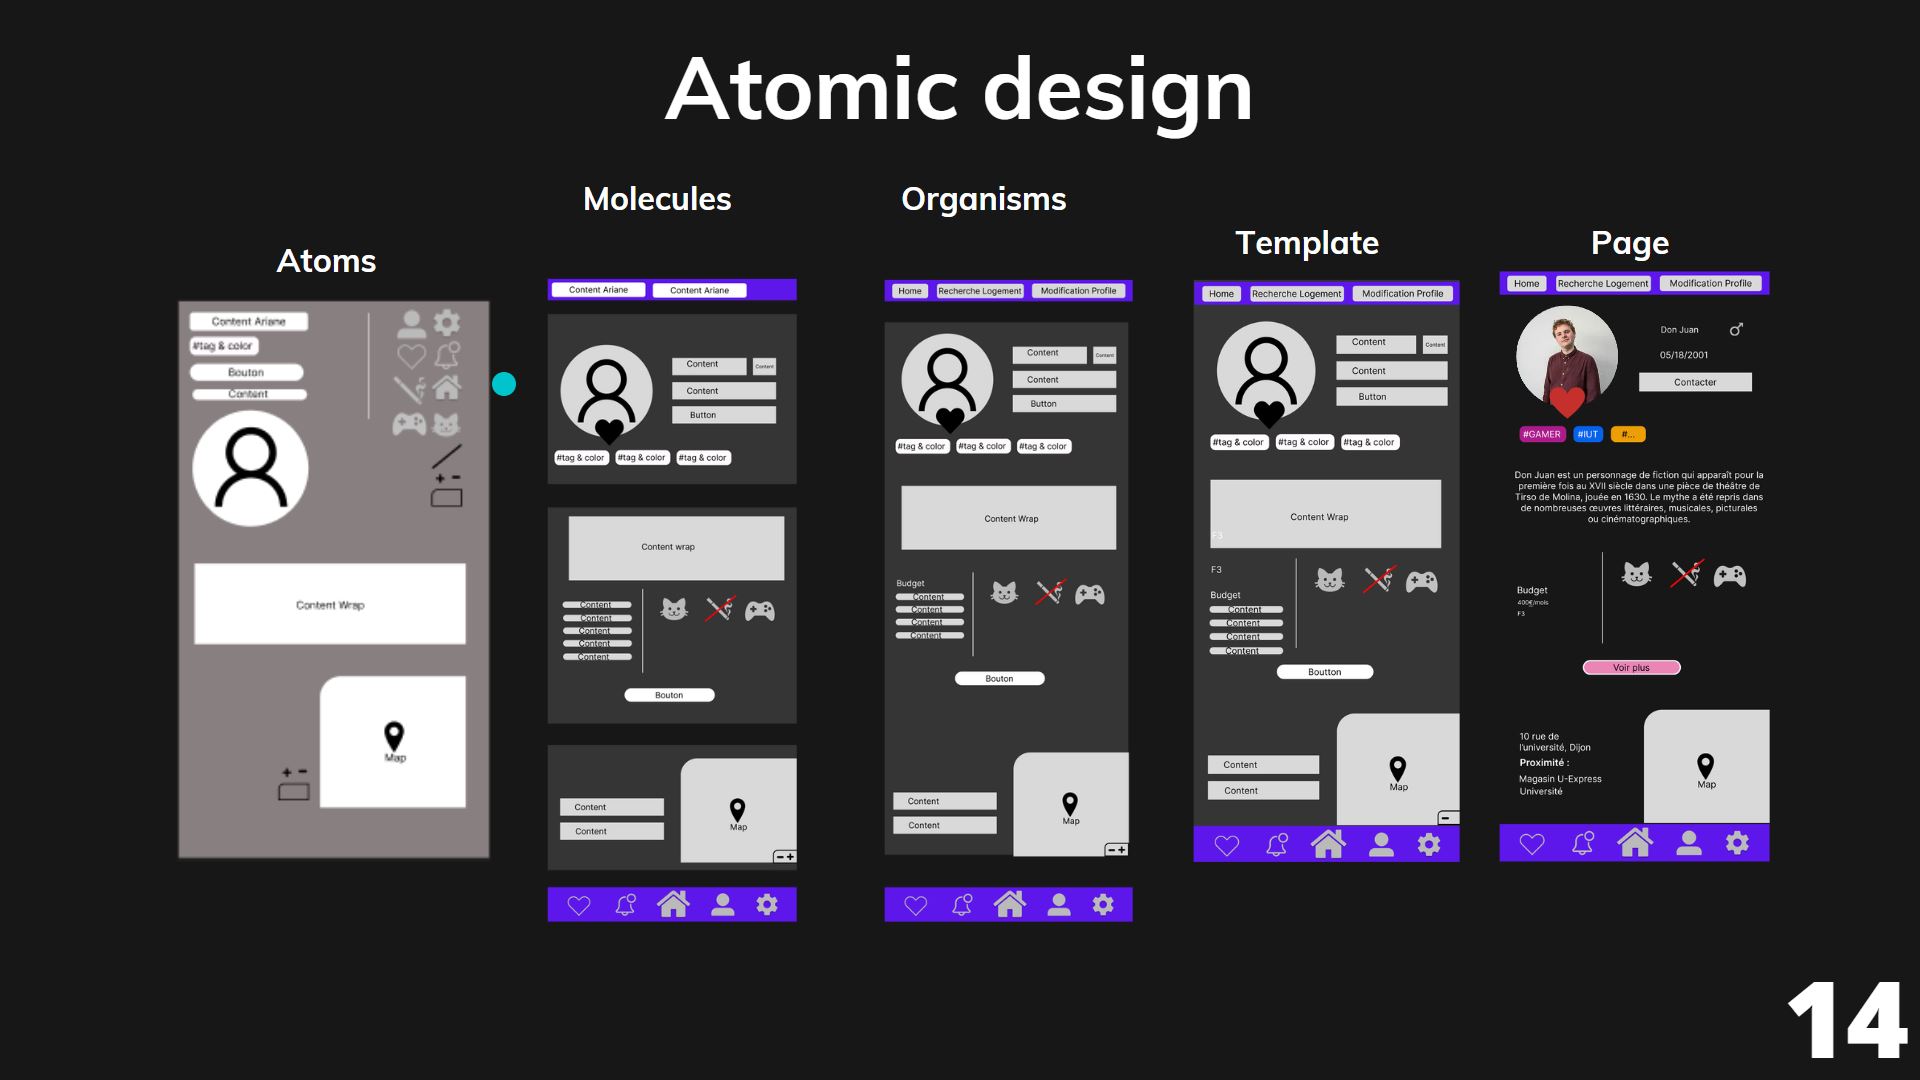 Atomic design
Atoms
Content Ariane
#tag & color
Bouton
Content
+ -
Content Wrap
Map
+ -
Molecules
Content Ariane
Content Ariane
Content
Content
Content
Button
#tag & color
#tag & color
#tag & color
Content wrap
Content
Content
Content
Content
Content
Bouton
Content
Content
Map
- +
Organisms
Home
Recherche Logement
Modification Profile
Content
Content
Content
Button
#tag & color
#tag & color
#tag & color
Content Wrap
Budget
Content
Content
Content
Content
Bouton
Content
Content
Map
- +
Template
Home
Recherche Logement
Modification Profile
Content
Content
Content
Button
#tag & color
#tag & color
#tag & color
Content Wrap
F3
F3
Budget
Content
Content
Content
Content
Boutton
Content
Content
Map
-
Page
Home
Recherche Logement
Modification Profile
Don Juan
05/18/2001
Contacter
#GAMER
#IUT
#...
Don Juan est un personnage de fiction qui apparaît pour la
première fois au XVII siècle dans une pièce de théâtre de
Tirso de Molina, jouée en 1630. Le mythe a été repris dans
de nombreuses œuvres littéraires, musicales, picturales
ou cinématographiques.
Budget
400€/mois
F3
Voir plus
10 rue de
l'université, Dijon
Proximité :
Magasin U-Express
Université
Map
14